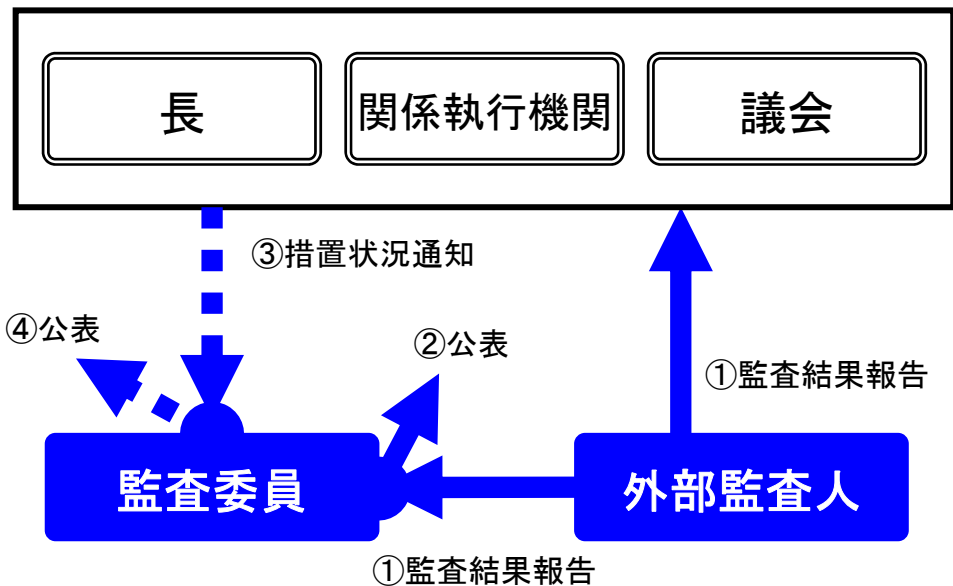 長
関係執行機関
議会
③措置状況通知
④公表
②公表
①監査結果報告
監査委員
外部監査人
①監査結果報告